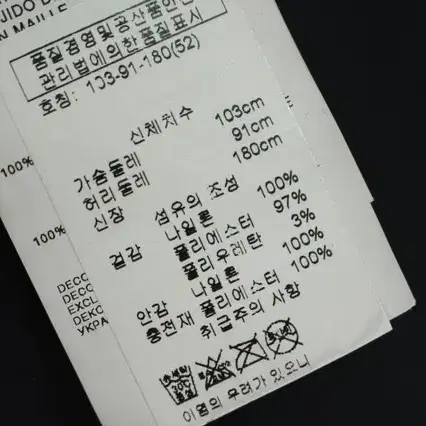 JIDO D
N MAILLE
품질경영및공산품안전
관리법에의한품질표시
호칭: 103-91-180(52)
신체치수
가슴둘레 103cm
허리둘레 91cm
신장 180cm
섬유의 조성
겉감 나일론 100%
폴리에스터 97%
폴리우레탄 3%
안감 나일론 100%
충전재 폴리에스터 100%
취급주의 사항
이염의 우려가 있으니
100%
100%
DECO
DECO
EXCL
DEKO
УКРА